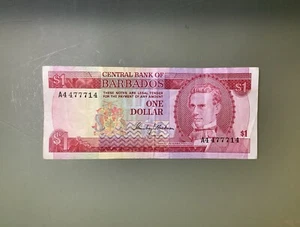 $1
CENTRAL BANK OF
BARBADOS
$1
THESE NOTES ARE LEGAL TENDER
FOR THE PAYMENT OF ANY AMOUNT
A4 477714
ONE
DOLLAR
A4 477714
$1
$1